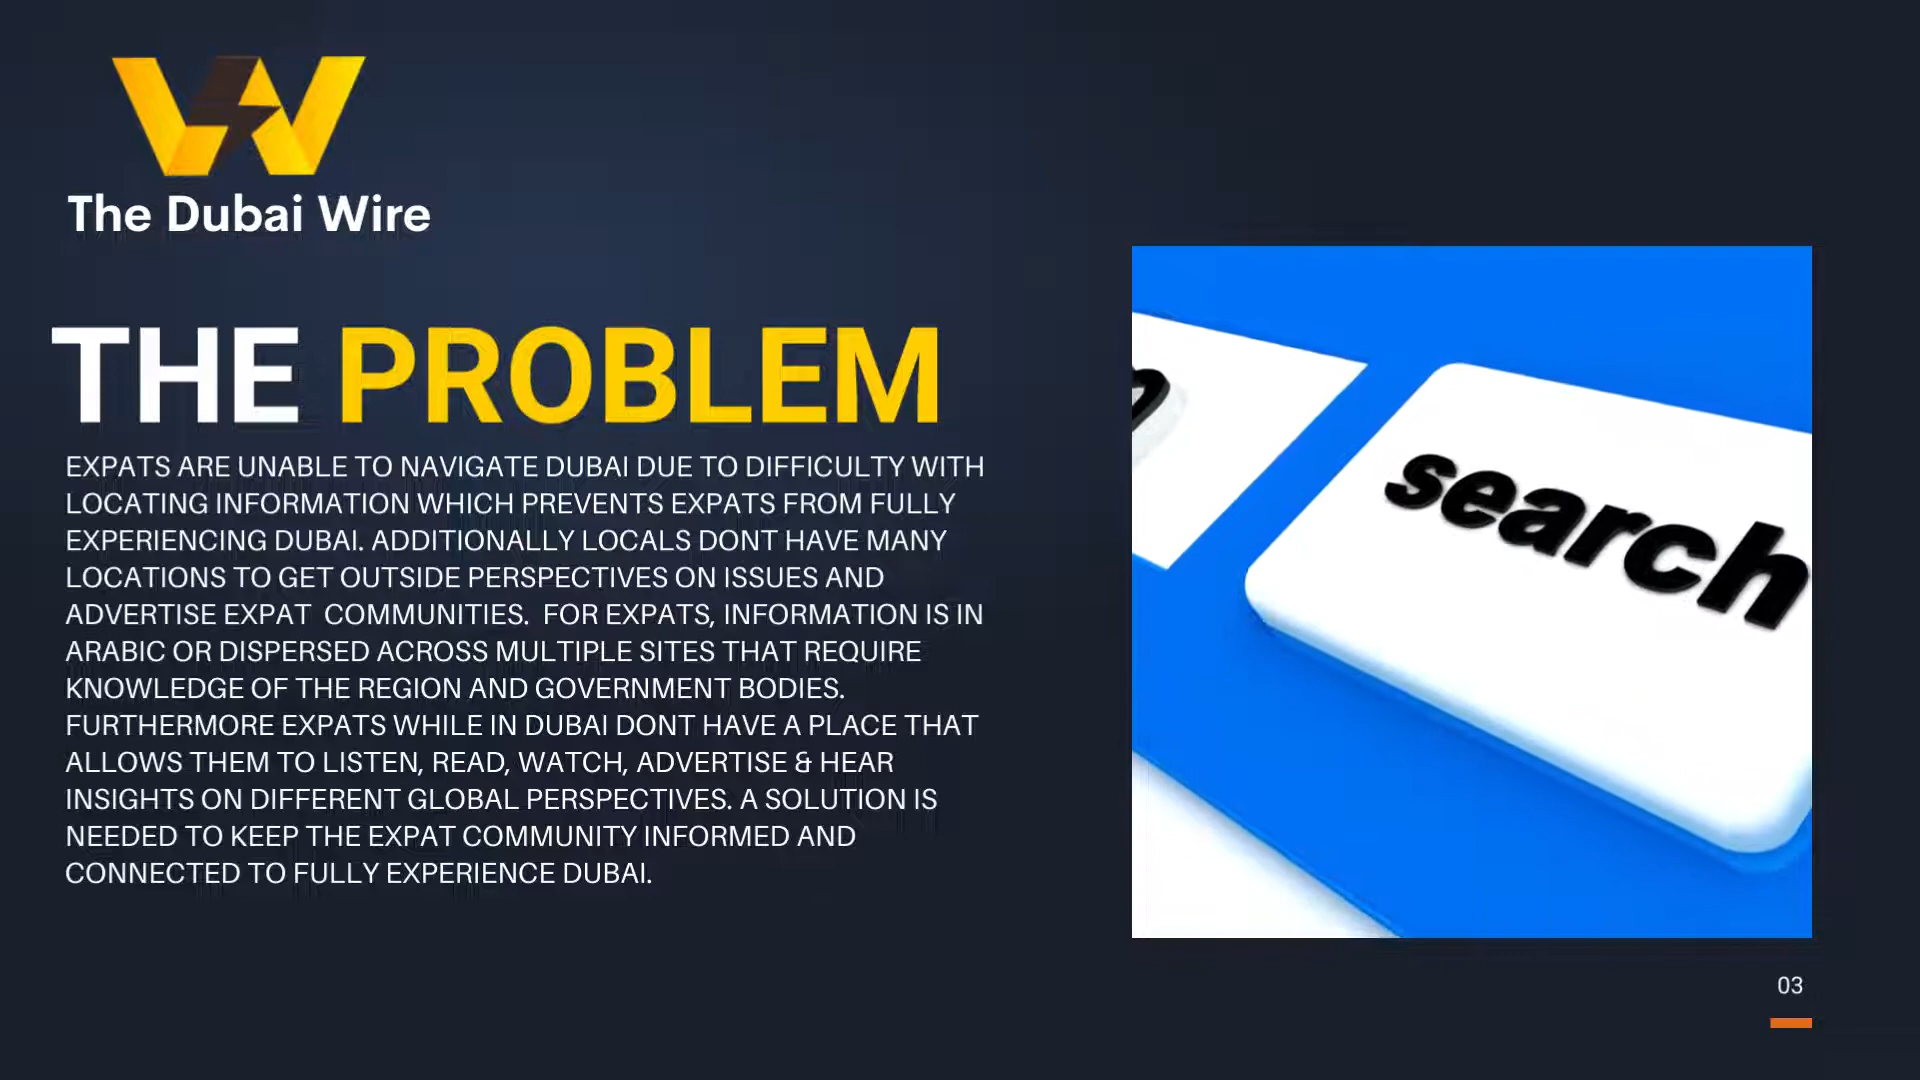 The Dubai Wire
THE PROBLEM
EXPATS ARE UNABLE TO NAVIGATE DUBAI DUE TO DIFFICULTY WITH
LOCATING INFORMATION WHICH PREVENTS EXPATS FROM FULLY
EXPERIENCING DUBAI. ADDITIONALLY LOCALS DONT HAVE MANY
LOCATIONS TO GET OUTSIDE PERSPECTIVES ON ISSUES AND
ADVERTISE EXPAT  COMMUNITIES.  FOR EXPATS, INFORMATION IS IN
ARABIC OR DISPERSED ACROSS MULTIPLE SITES THAT REQUIRE
KNOWLEDGE OF THE REGION AND GOVERNMENT BODIES.
FURTHERMORE EXPATS WHILE IN DUBAI DONT HAVE A PLACE THAT
ALLOWS THEM TO LISTEN, READ, WATCH, ADVERTISE & HEAR
INSIGHTS ON DIFFERENT GLOBAL PERSPECTIVES. A SOLUTION IS
NEEDED TO KEEP THE EXPAT COMMUNITY INFORMED AND
CONNECTED TO FULLY EXPERIENCE DUBAI.
search
03